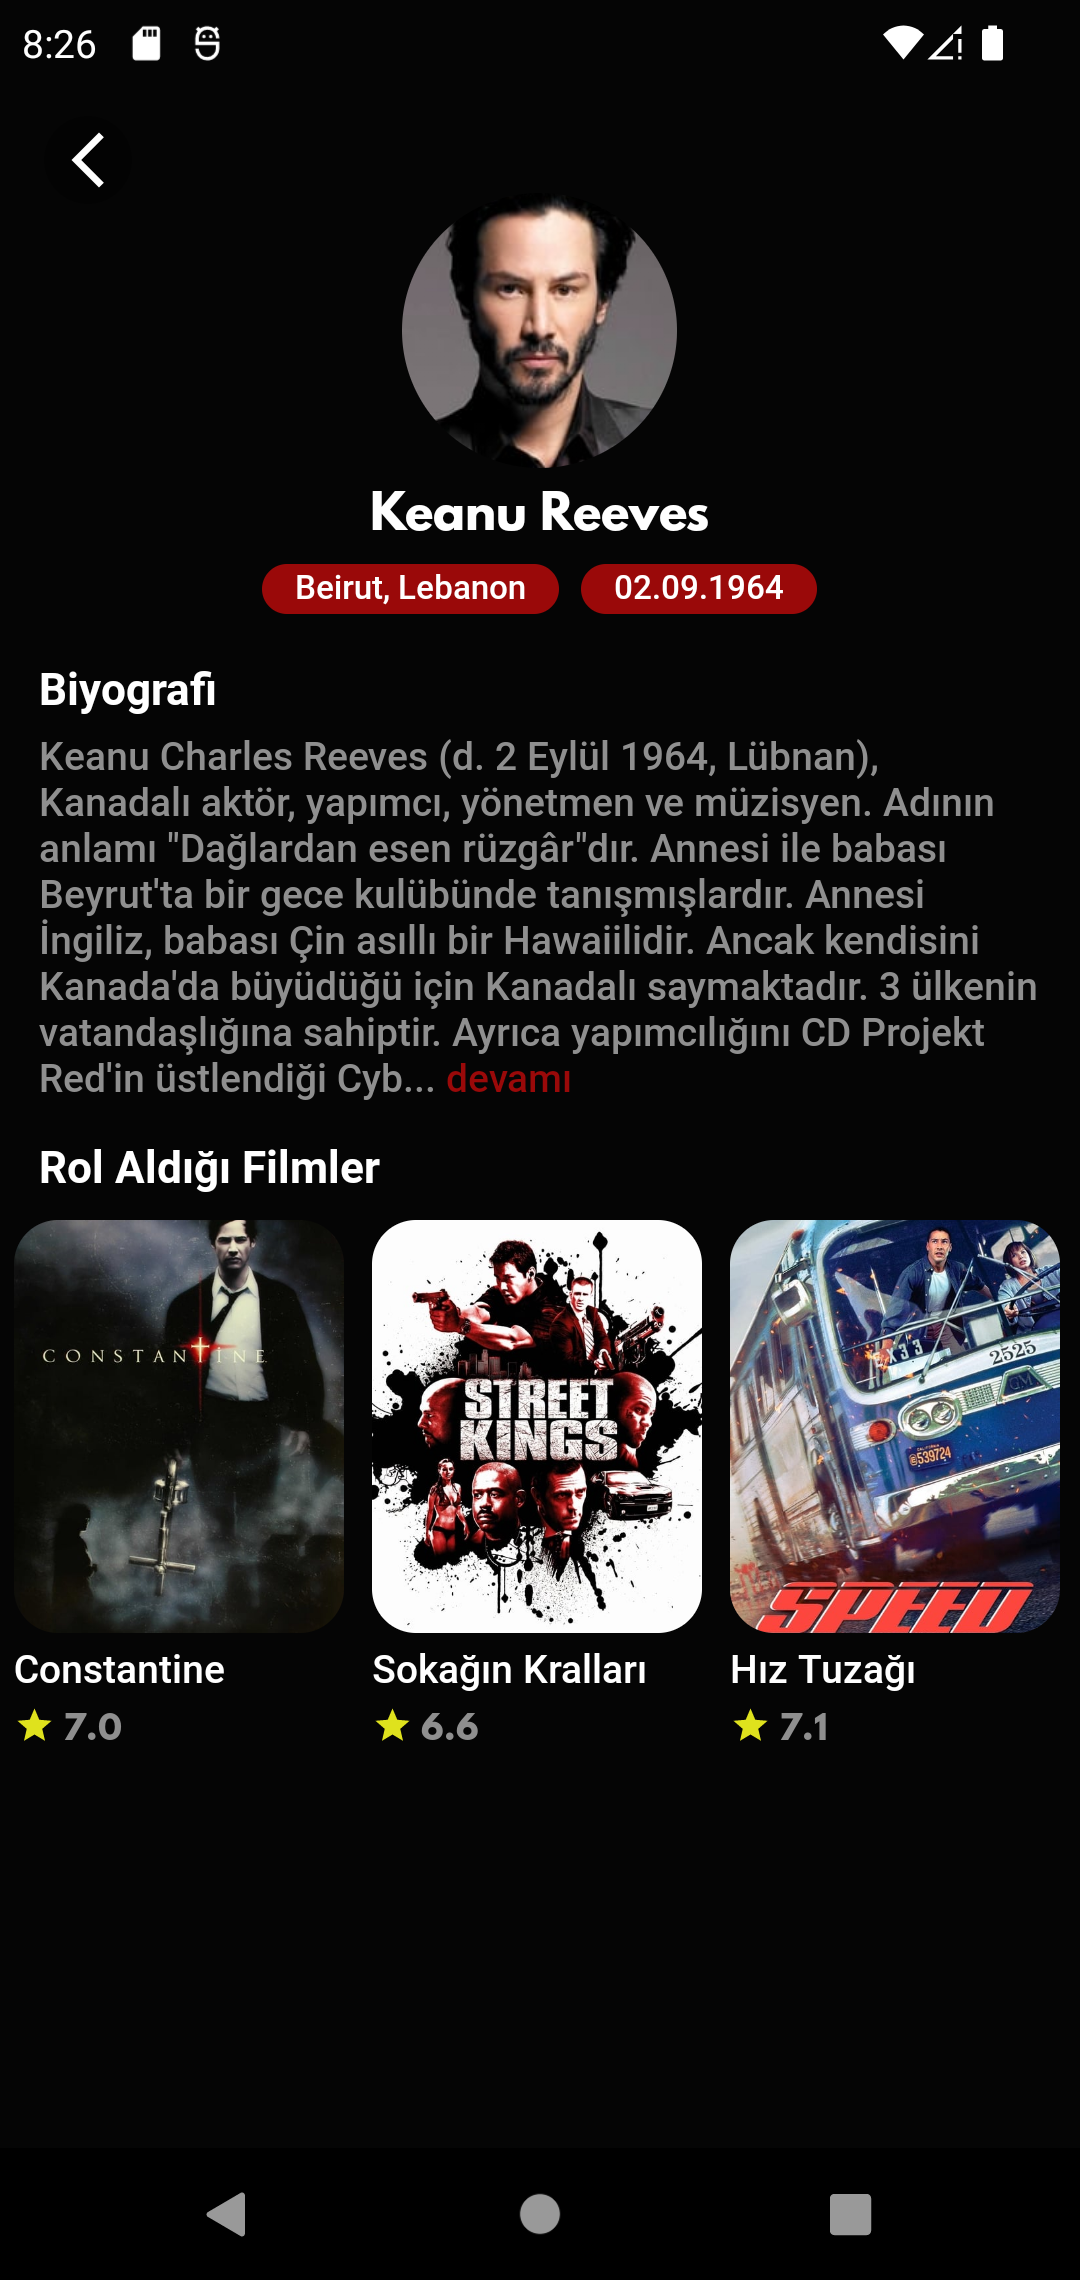 8:26
Keanu Reeves
Beirut, Lebanon
02.09.1964
Biyografi
Keanu Charles Reeves (d. 2 Eylül 1964, Lübnan),
Kanadalı aktör, yapımcı, yönetmen ve müzisyen. Adının
anlamı "Dağlardan esen rüzgâr"dır. Annesi ile babası
Beyrut'ta bir gece kulübünde tanışmışlardır. Annesi
İngiliz, babası Çin asıllı bir Hawaiilidir. Ancak kendisini
Kanada'da büyüdüğü için Kanadalı saymaktadır. 3 ülkenin
vatandaşlığına sahiptir. Ayrıca yapımcılığını CD Projekt
Red'in üstlendiği Cyb... devamı
Rol Aldığı Filmler
CONSTANTINE
STREET
KINGS
33
2525
GM
539724
SPEED
Constantine
Sokağın Kralları
Hız Tuzağı
7.0
6.6
7.1